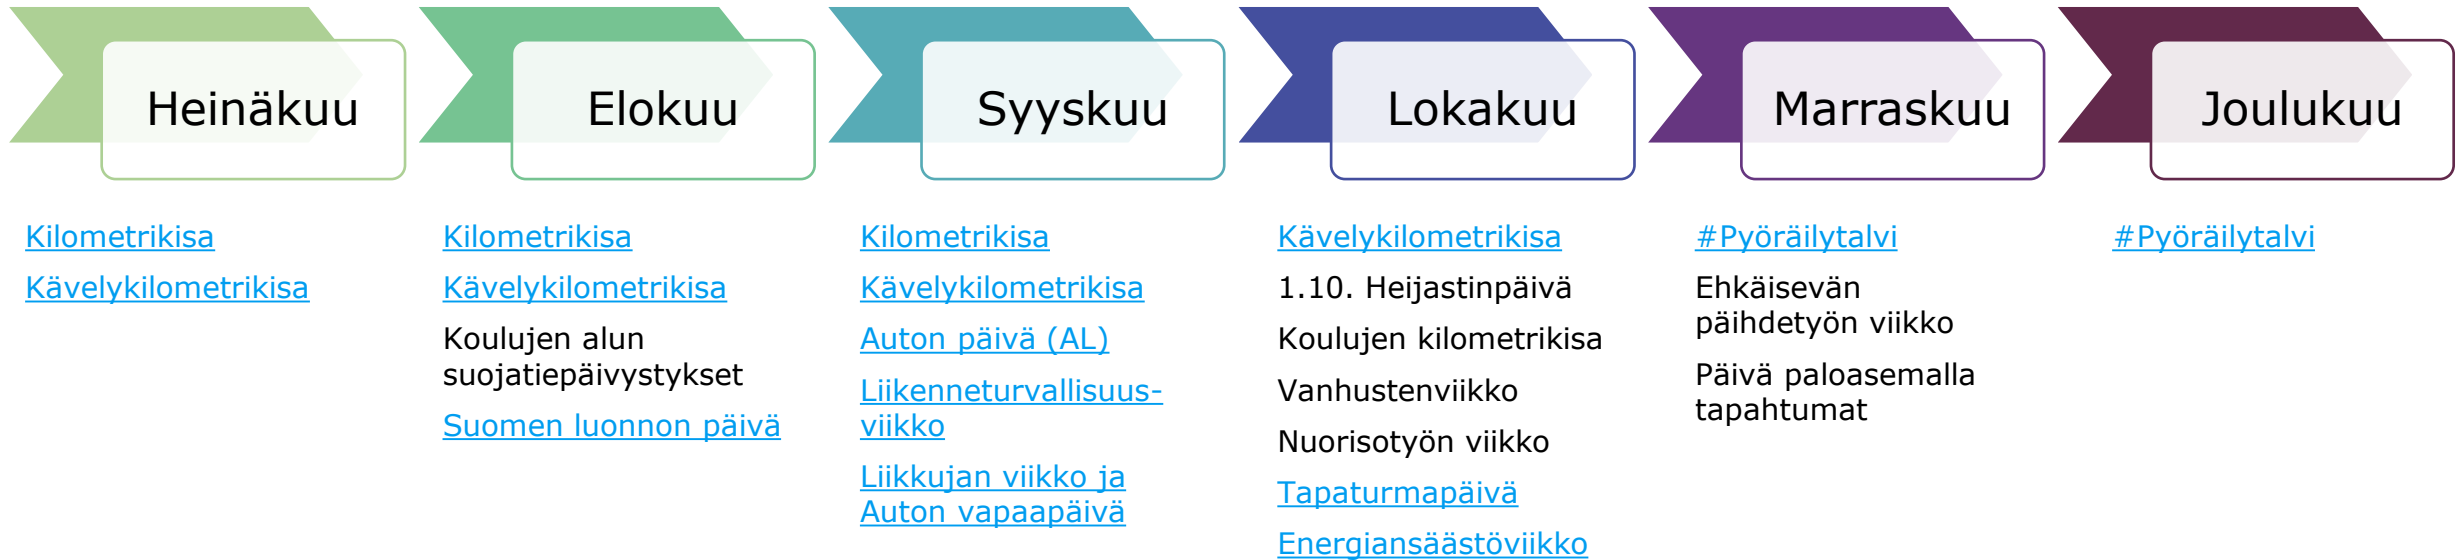 Heinäkuu
Elokuu
Syyskuu
Lokakuu
Marraskuu
Joulukuu
Kilometrikisa
Kävelykilometrikisa
Kilometrikisa
Kävelykilometrikisa
Koulujen alun
suojatiepäivystykset
Suomen luonnon päivä
Kilometrikisa
Kävelykilometrikisa
Auton päivä (AL)
Liikenneturvallisuus-
viikko
Liikkujan viikko ja
Auton vapaapäivä
Kävelykilometrikisa
1.10. Heijastinpäivä
Koulujen kilometrikisa
Vanhustenviikko
Nuorisotyön viikko
Tapaturmapäivä
Energiansäästöviikko
#Pyöräilytalvi
Ehkäisevän
päihdetyön viikko
Päivä paloasemalla
tapahtumat
#Pyöräilytalvi